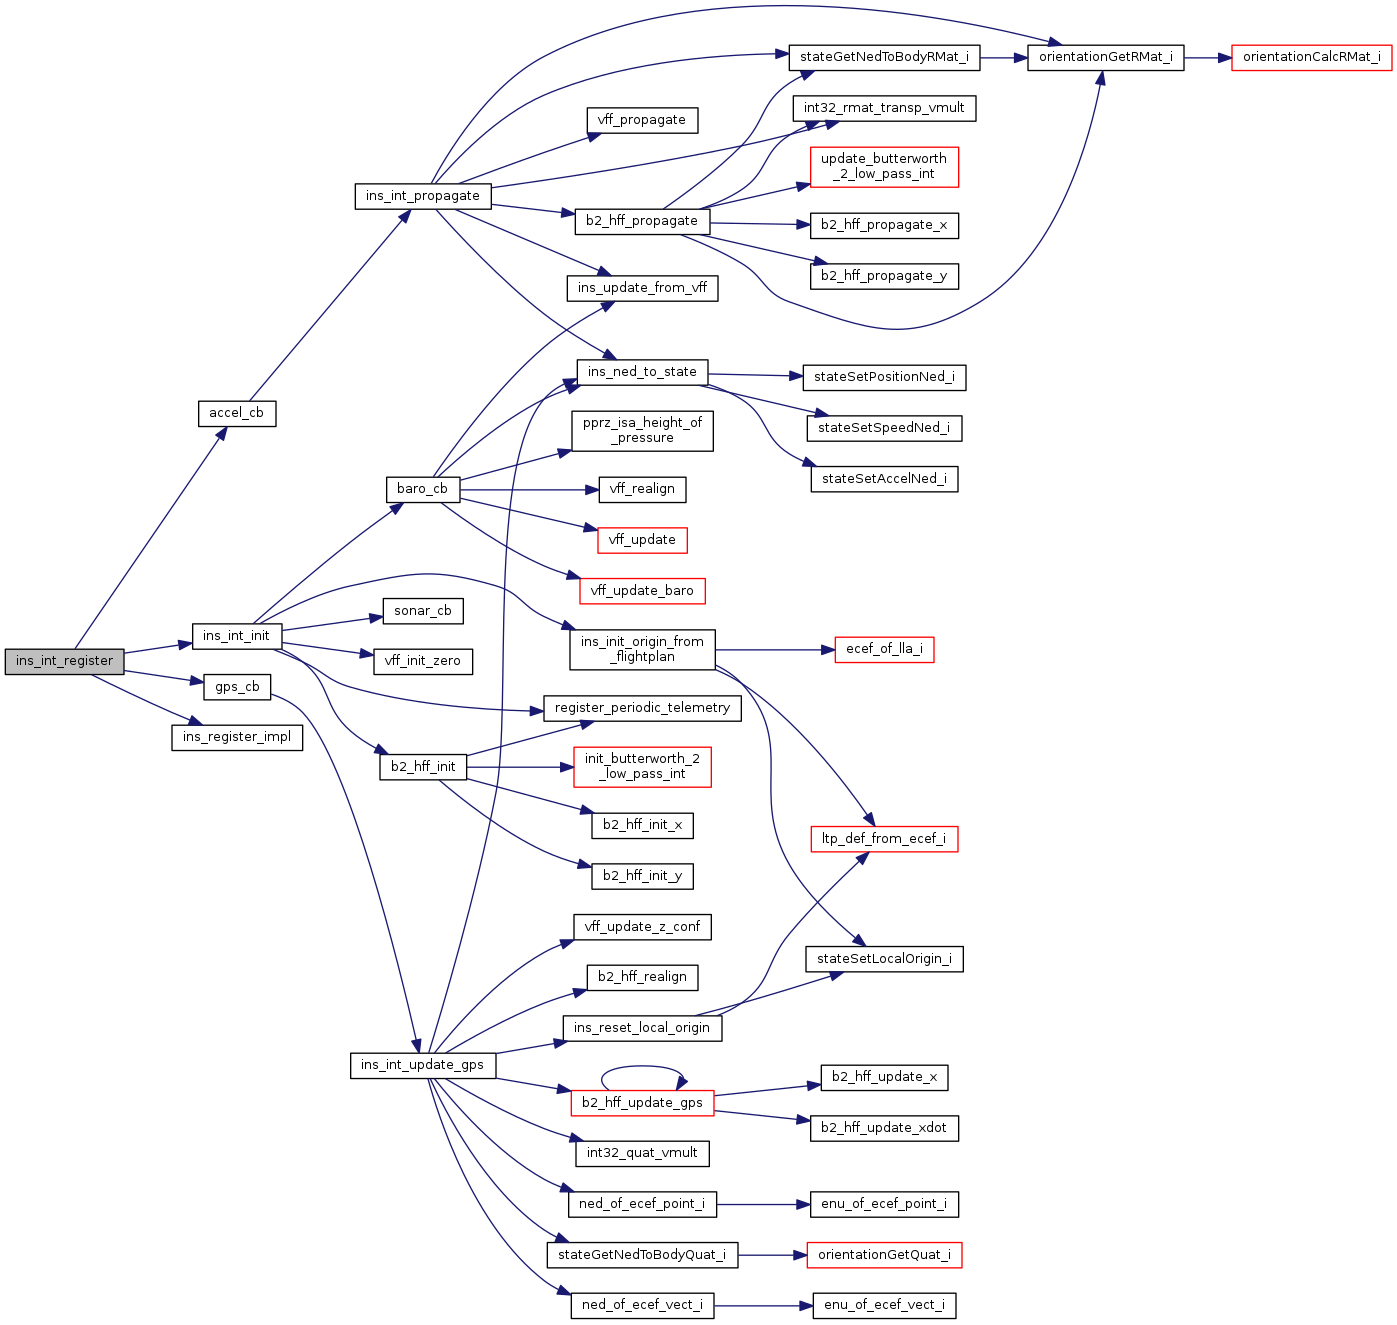 ins_int_register
accel_cb
ins_int_init
gps_cb
ins_register_impl
ins_int_propagate
baro_cb
sonar_cb
vff_init_zero
b2_hff_init
ins_int_update_gps
vff_propagate
b2_hff_propagate
ins_update_from_vff
ins_ned_to_state
pprz_isa_height_of
_pressure
vff_realign
vff_update
vff_update_baro
ins_init_origin_from
_flightplan
register_periodic_telemetry
init_butterworth_2
_low_pass_int
b2_hff_init_x
b2_hff_init_y
vff_update_z_conf
b2_hff_realign
ins_reset_local_origin
b2_hff_update_gps
int32_quat_vmult
ned_of_ecef_point_i
stateGetNedToBodyQuat_i
ned_of_ecef_vect_i
stateGetNedToBodyRMat_i
int32_rmat_transp_vmult
update_butterworth
_2_low_pass_int
b2_hff_propagate_x
b2_hff_propagate_y
stateSetPositionNed_i
stateSetSpeedNed_i
stateSetAccelNed_i
ecef_of_lla_i
ltp_def_from_ecef_i
stateSetLocalOrigin_i
b2_hff_update_x
b2_hff_update_xdot
enu_of_ecef_point_i
orientationGetQuat_i
enu_of_ecef_vect_i
orientationGetRMat_i
orientationCalcRMat_i